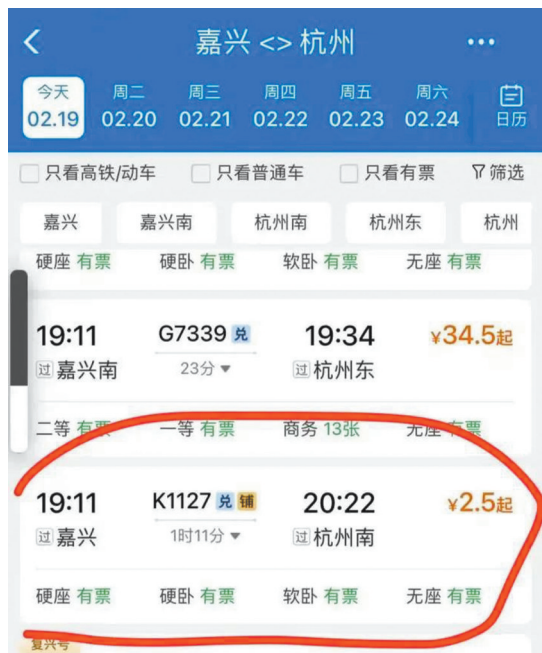 嘉兴 <> 杭州
今天 周二 周三 周四 周五 周六
02.19 02.20 02.21 02.22 02.23 02.24 日历
只看高铁/动车 只看普通车 只看有票 筛选
嘉兴 嘉兴南 杭州南 杭州东 杭州
硬座 有票 硬卧 有票 软卧 有票 无座 有票
19:11 G7339 兑 19:34 ¥34.5起
过 嘉兴南 23分 过 杭州东
二等 有票 一等 有票 商务 13张 无座 有票
19:11 K1127 兑 铺 20:22 ¥2.5起
过 嘉兴 1时11分 过 杭州南
硬座 有票 硬卧 有票 软卧 有票 无座 有票
复兴号